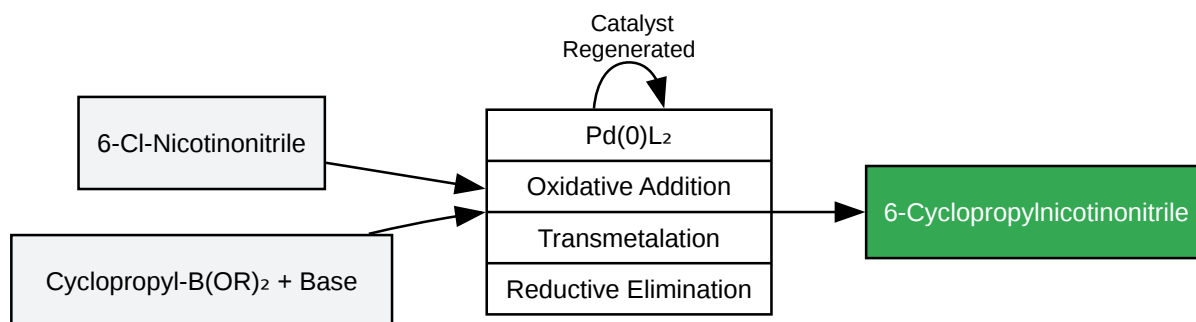 Catalyst
Regenerated
6-Cl-Nicotinonitrile
Cyclopropyl-B(OR)₂ + Base
Pd(0)L₂
Oxidative Addition
Transmetalation
Reductive Elimination
6-Cyclopropylnicotinonitrile